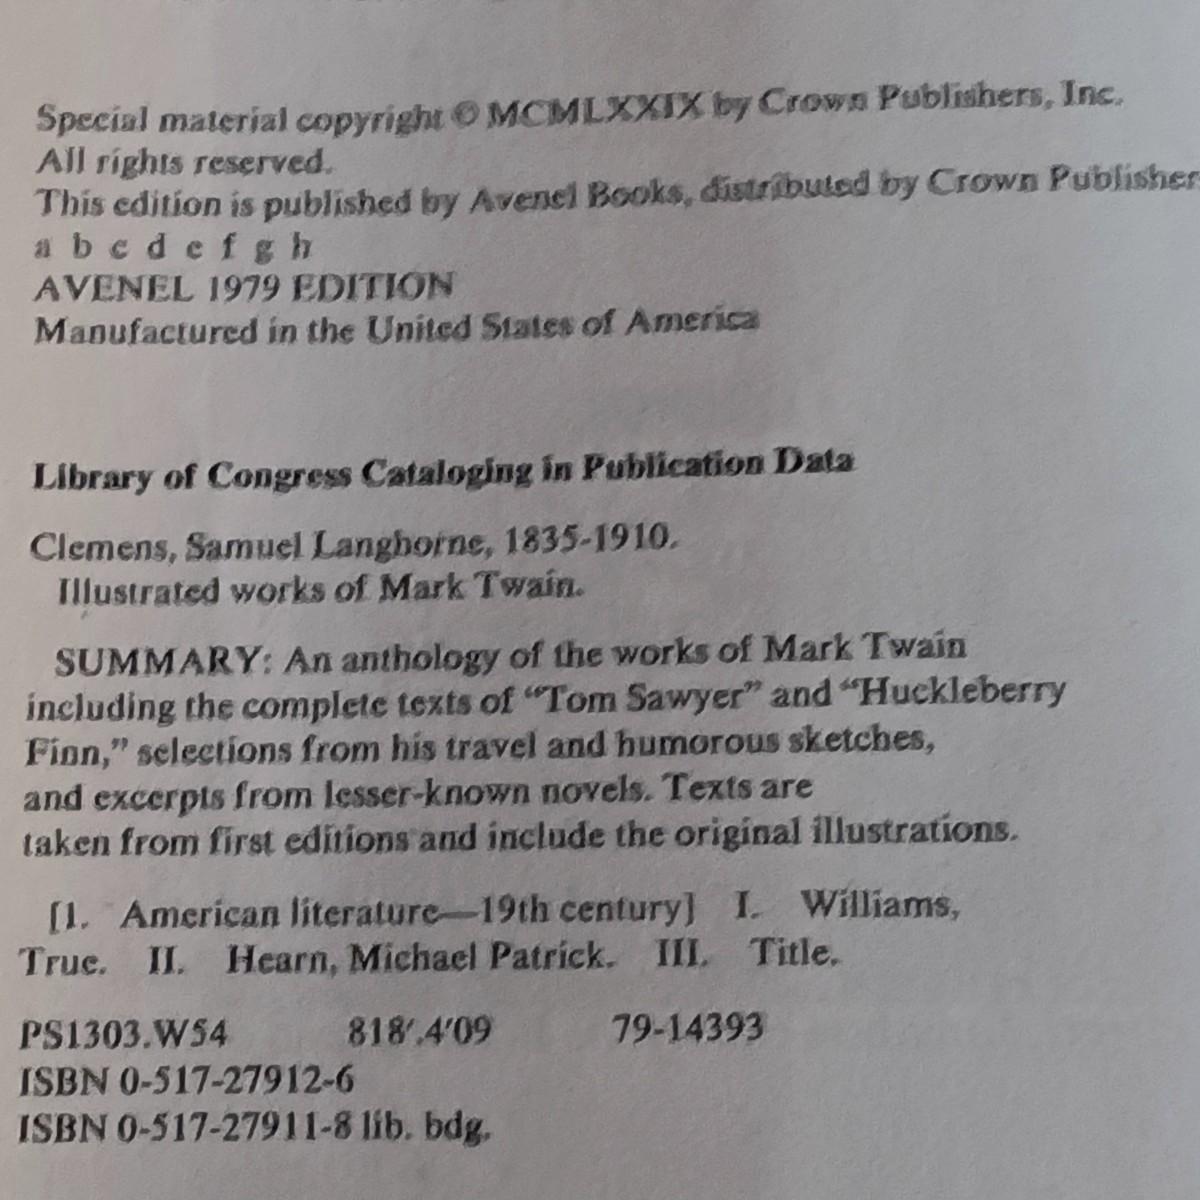 Special material copyright © MCMLXXIX by Crown Publishers, Inc.
All rights reserved.
This edition is published by Avenel Books, distributed by Crown Publisher
a b c d e f g h
AVENEL 1979 EDITION
Manufactured in the United States of America
Library of Congress Cataloging in Publication Data
Clemens, Samuel Langhorne, 1835-1910.
Illustrated works of Mark Twain.
SUMMARY: An anthology of the works of Mark Twain
including the complete texts of “Tom Sawyer” and “Huckleberry
Finn,” selections from his travel and humorous sketches,
and excerpts from lesser-known novels. Texts are
taken from first editions and include the original illustrations.
[1. American literature—19th century] I. Williams,
True. II. Hearn, Michael Patrick. III. Title.
PS1303.W54 818′.4′09 79-14393
ISBN 0-517-27912-6
ISBN 0-517-27911-8 lib. bdg.